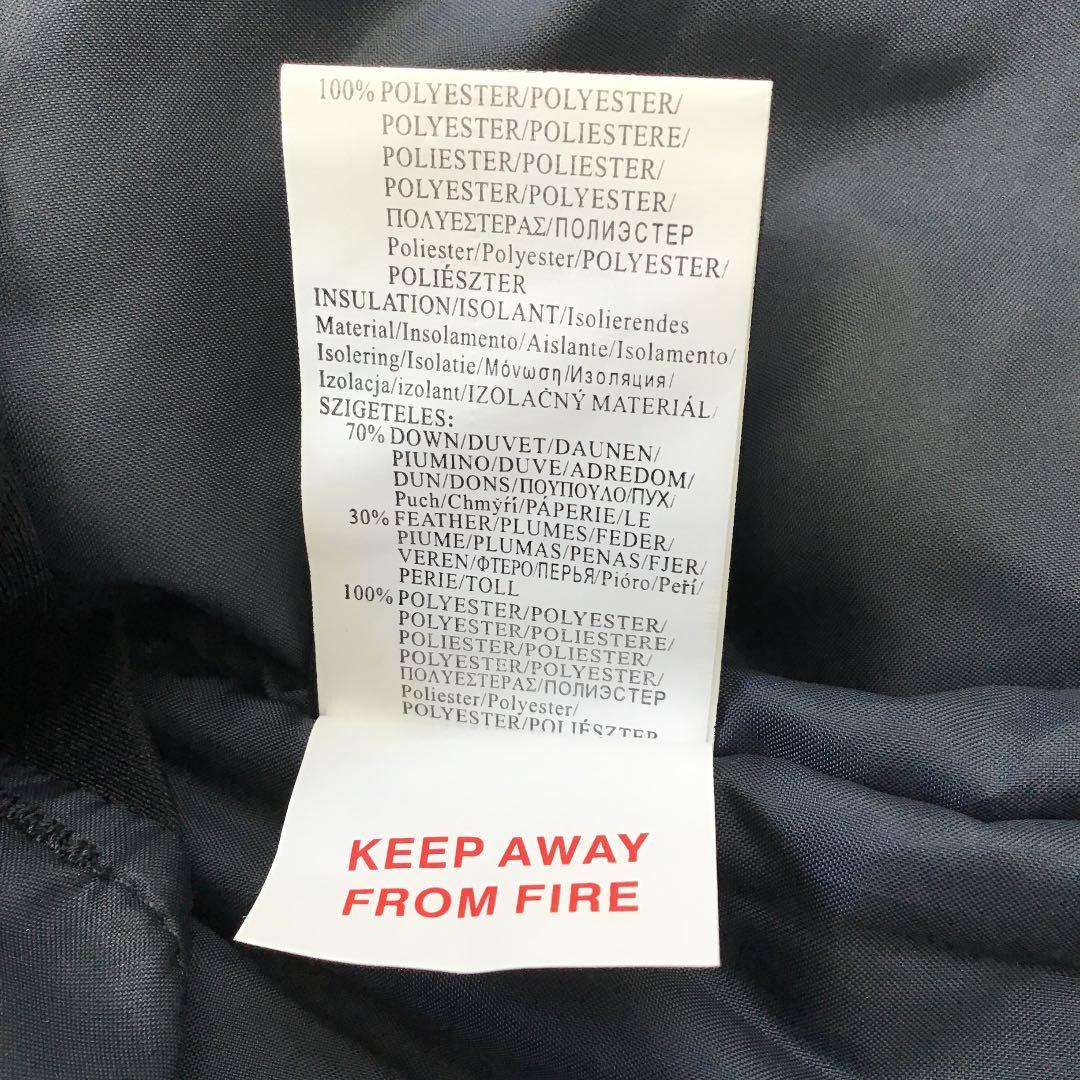 100% POLYESTER/POLYESTER/
POLYESTER/POLIESTERE/
POLIESTER/POLIESTER/
POLYESTER/POLYESTER/
ΠΟΛΥΕΣΤΕΡΑΣ/ПОЛИЭСТЕР
Poliester/Polyester/POLYESTER/
POLIÉSZTER
INSULATION/ISOLANT/Isolierendes
Material/Insolamento/Aislante/Isolamento/
Isolering/Isolatie/Μόνωση/Изоляция/
Izolacja/izolant/IZOLAČNÝ MATERIÁL/
SZIGETELES:
70% DOWN/DUVET/DAUNEN/
PIUMINO/DUVE/ADREDOM/
DUN/DONS/ΠΟΥΠΟΥΛΟ/ПУХ/
Puch/Chmýří/PÁPERIE/LE
30% FEATHER/PLUMES/FEDER/
PIUME/PLUMAS/PENAS/FJER/
VEREN/ΦΤΕΡΟ/ПЕРЬЯ/Pióro/Peří/
PERIE/TOLL
100% POLYESTER/POLYESTER/
POLYESTER/POLIESTERE/
POLIESTER/POLIESTER/
POLYESTER/POLYESTER/
ΠΟΛΥΕΣΤΕΡΑΣ/ПОЛИЭСТЕР
Poliester/Polyester/
POLYESTER/POLIÉSZTER
KEEP AWAY
FROM FIRE